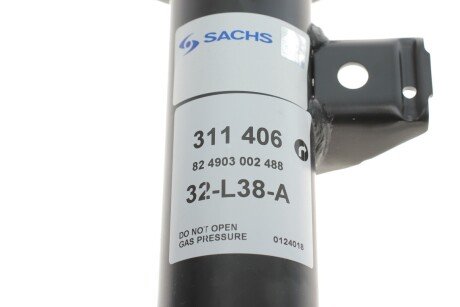 SACHS
311 406
82 4903 002 488
32-L38-A
DO NOT OPEN
GAS PRESSURE 0124018